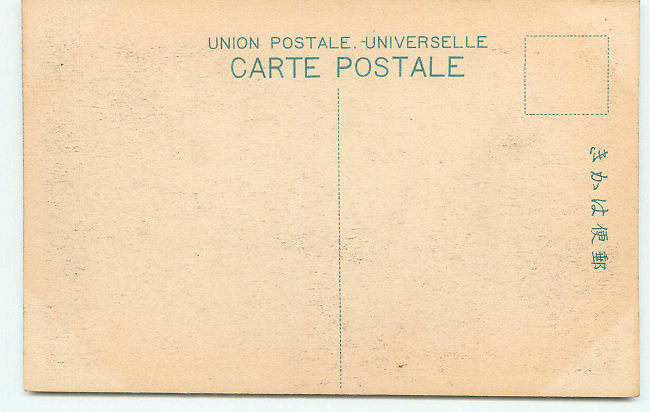 UNION POSTALE. UNIVERSELLE
CARTE POSTALE
郵便はかき